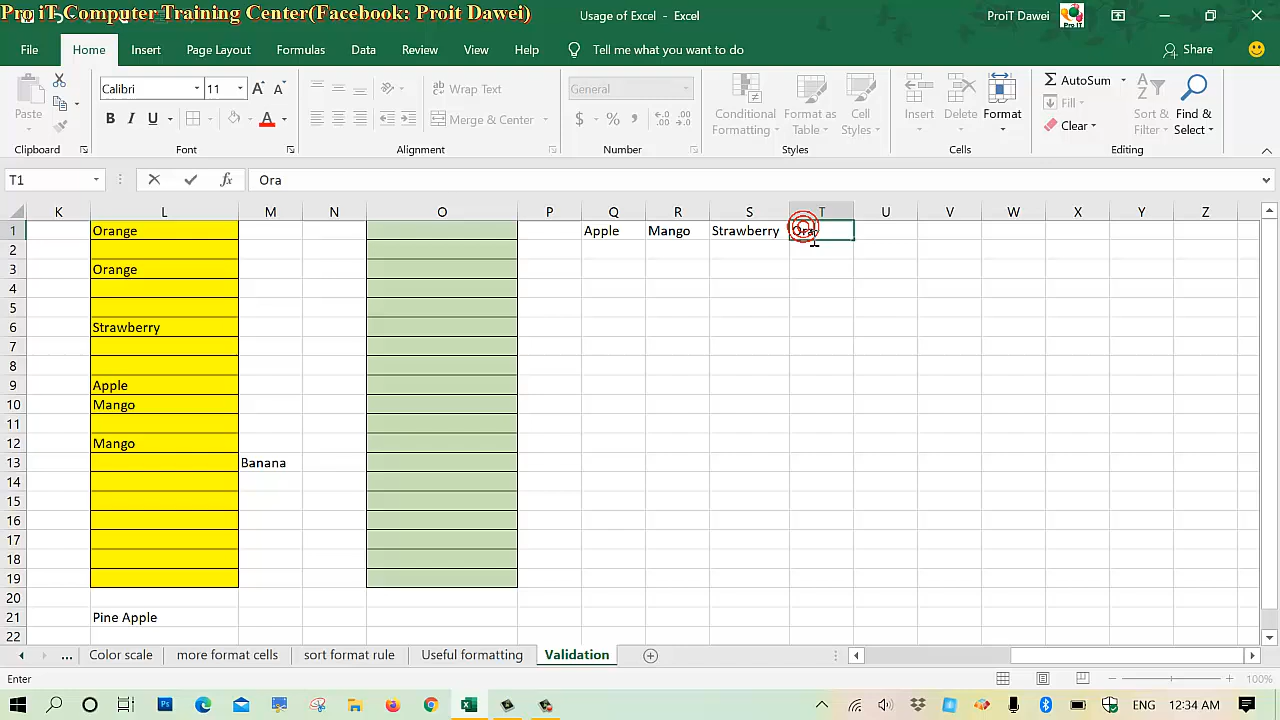 Pro iT Computer Training Center(Facebook: Proit Dawei)
Usage of Excel - Excel
ProiT Dawei
File Home Insert Page Layout Formulas Data Review View Help Tell me what you want to do Share
Paste
Clipboard
Calibri 11
B I U
Font
Wrap Text
Merge & Center
Alignment
General
$ % ,
Number
Conditional Formatting
Format as Table
Cell Styles
Styles
Insert Delete Format
Cells
AutoSum
Fill
Clear
Sort & Filter
Find & Select
Editing
T1 fx Ora
K L M N O P Q R S T U V W X Y Z
1 Orange Apple Mango Strawberry Ora
2
3 Orange
4
5
6 Strawberry
7
8
9 Apple
10 Mango
11
12 Mango
13 Banana
14
15
16
17
18
19
20
21 Pine Apple
22
... Color scale more format cells sort format rule Useful formatting Validation
Enter 100%
ENG 12:34 AM